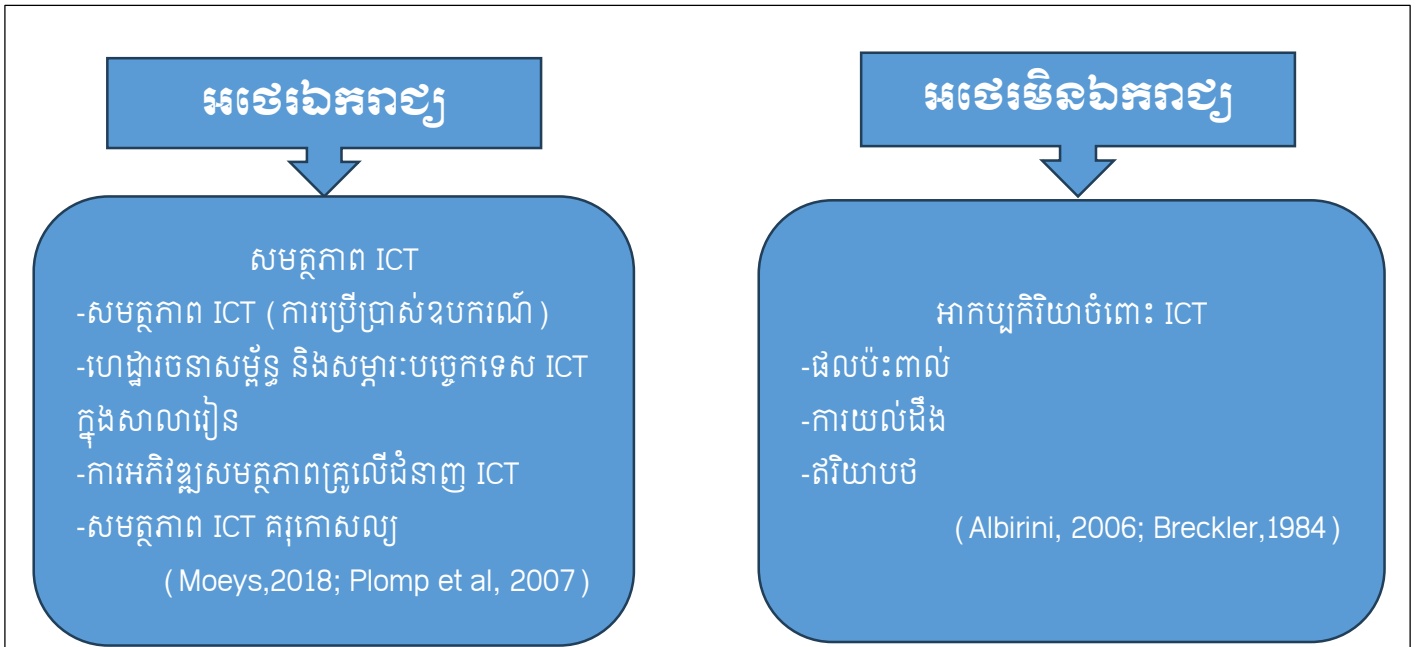 អថេរឯករាជ្យ
សមត្ថភាព ICT
-សមត្ថភាព ICT (ការប្រើប្រាស់ឧបករណ៍)
-ហេដ្ឋារចនាសម្ព័ន្ធ និងសម្ភារៈបច្ចេកទេស ICT
ក្នុងសាលារៀន
-ការអភិវឌ្ឍសមត្ថភាពគ្រូលើជំនាញ ICT
-សមត្ថភាព ICT គរុកោសល្យ
(Moeys,2018; Plomp et al, 2007)
អថេរមិនឯករាជ្យ
អាកប្បកិរិយាចំពោះ ICT
-ផលប៉ះពាល់
-ការយល់ដឹង
-ឥរិយាបថ
(Albirini, 2006; Breckler,1984)